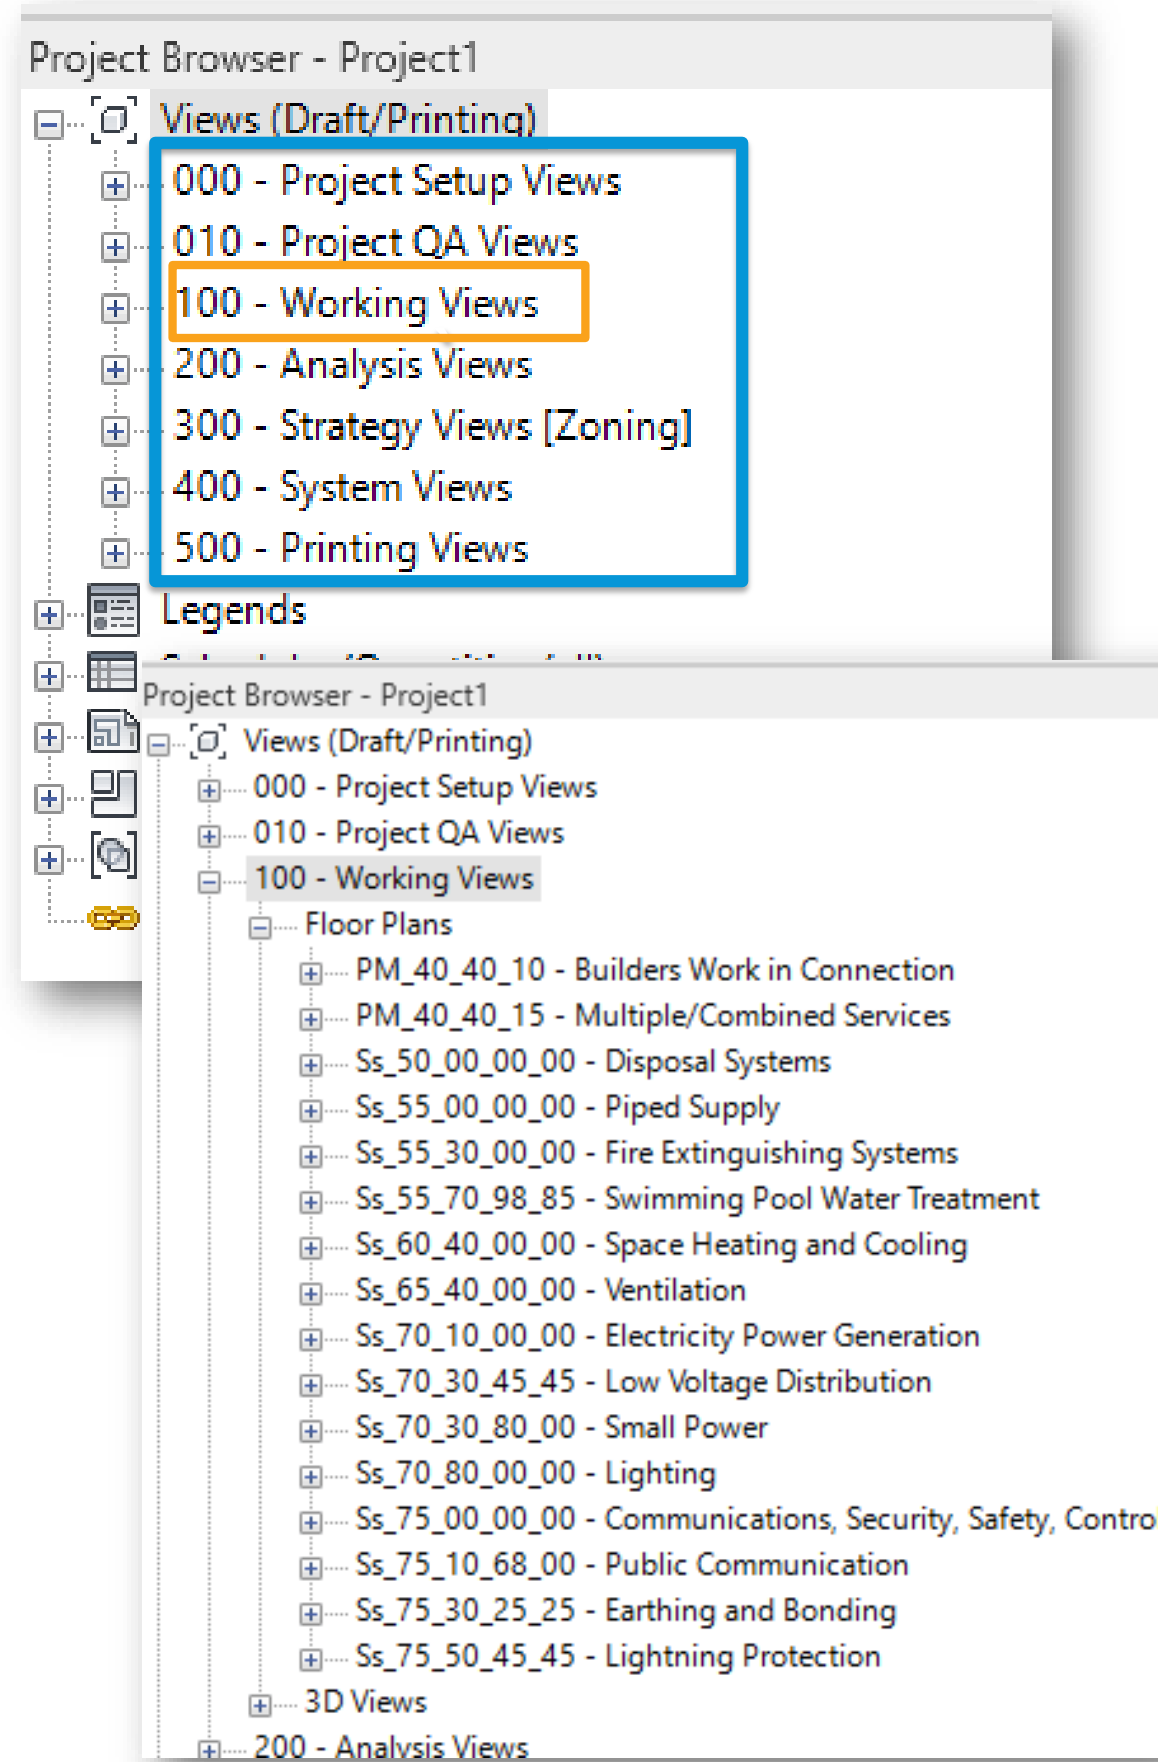 Project Browser - Project1
Views (Draft/Printing)
000 - Project Setup Views
010 - Project QA Views
100 - Working Views
200 - Analysis Views
300 - Strategy Views [Zoning]
400 - System Views
500 - Printing Views
Legends
Project Browser - Project1
Views (Draft/Printing)
000 - Project Setup Views
010 - Project QA Views
100 - Working Views
Floor Plans
PM_40_40_10 - Builders Work in Connection
PM_40_40_15 - Multiple/Combined Services
Ss_50_00_00_00 - Disposal Systems
Ss_55_00_00_00 - Piped Supply
Ss_55_30_00_00 - Fire Extinguishing Systems
Ss_55_70_98_85 - Swimming Pool Water Treatment
Ss_60_40_00_00 - Space Heating and Cooling
Ss_65_40_00_00 - Ventilation
Ss_70_10_00_00 - Electricity Power Generation
Ss_70_30_45_45 - Low Voltage Distribution
Ss_70_30_80_00 - Small Power
Ss_70_80_00_00 - Lighting
Ss_75_00_00_00 - Communications, Security, Safety, Contro
Ss_75_10_68_00 - Public Communication
Ss_75_30_25_25 - Earthing and Bonding
Ss_75_50_45_45 - Lightning Protection
3D Views
200 - Analysis Views